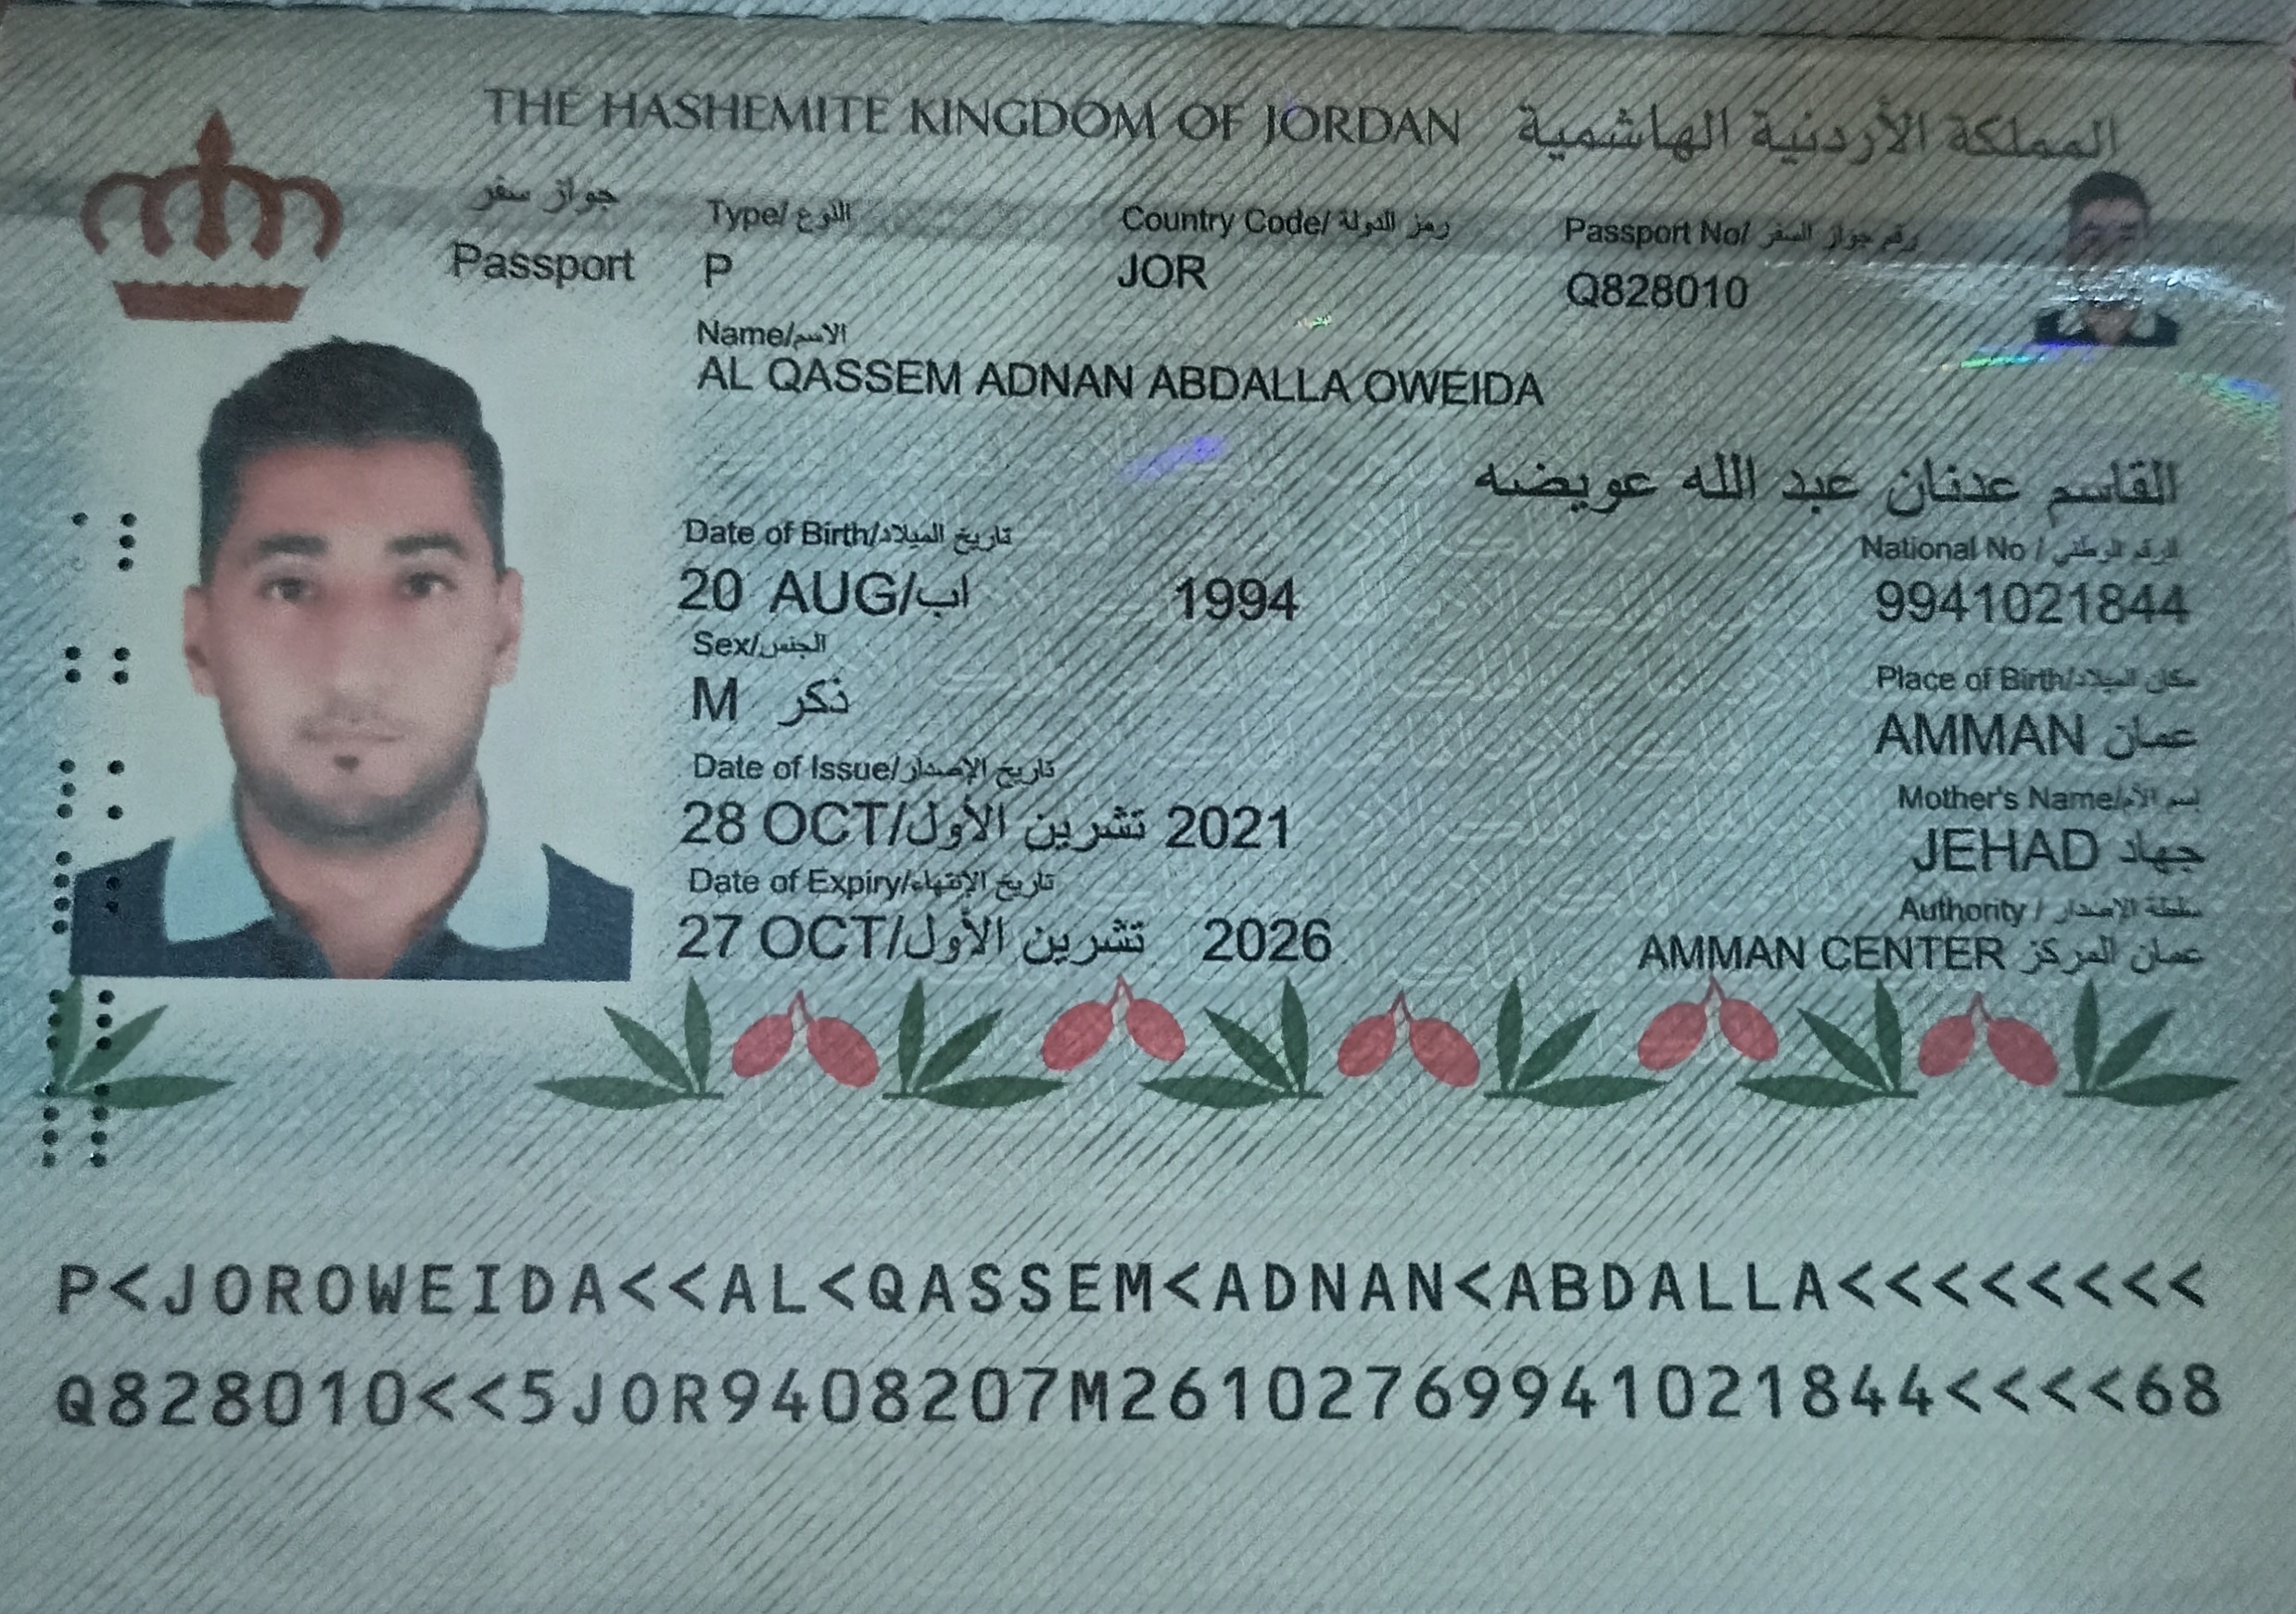 THE HASHEMITE KINGDOM OF JORDAN المملكة الأردنية الهاشمية
جواز سفر Type/النوع Country Code/رمز الدولة Passport No/رقم جواز السفر
Passport P JOR Q828010
Name/الاسم
AL QASSEM ADNAN ABDALLA OWEIDA
القاسم عدنان عبد الله عويضه
Date of Birth/تاريخ الميلاد National No/الرقم الوطني
20 AUG/اب 1994 9941021844
Sex/الجنس Place of Birth/مكان الميلاد
M ذكر AMMAN عمان
Date of Issue/تاريخ الإصدار Mother's Name/اسم الأم
28 OCT/تشرين الأول 2021 JEHAD جهاد
Date of Expiry/تاريخ الإنتهاء Authority/سلطة الإصدار
27 OCT/تشرين الأول 2026 AMMAN CENTER عمان المركز
P<JOROWEIDA<<AL<QASSEM<ADNAN<ABDALLA<<<<<<<<
Q828010<<5JOR9408207M26102769941021844<<<<68